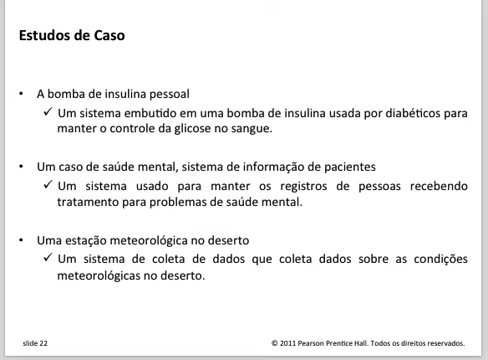 Estudos de Caso
• A bomba de insulina pessoal
✓ Um sistema embutido em uma bomba de insulina usada por diabéticos para
manter o controle da glicose no sangue.
• Um caso de saúde mental, sistema de informação de pacientes
✓ Um sistema usado para manter os registros de pessoas recebendo
tratamento para problemas de saúde mental.
• Uma estação meteorológica no deserto
✓ Um sistema de coleta de dados que coleta dados sobre as condições
meteorológicas no deserto.
slide 22
© 2011 Pearson Prentice Hall. Todos os direitos reservados.